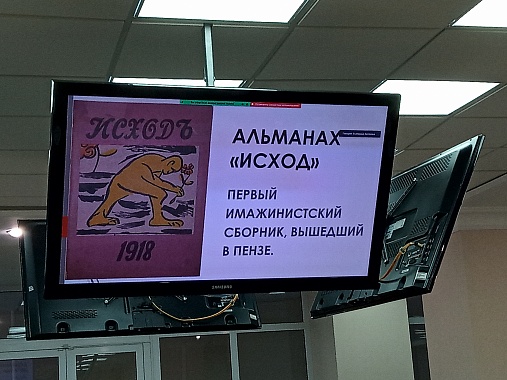 ИСХОДЪ
1918
АЛЬМАНАХ
«ИСХОД»
ПЕРВЫЙ
ИМАЖИНИСТСКИЙ
СБОРНИК, ВЫШЕДШИЙ
В ПЕНЗЕ.
SAMSUNG